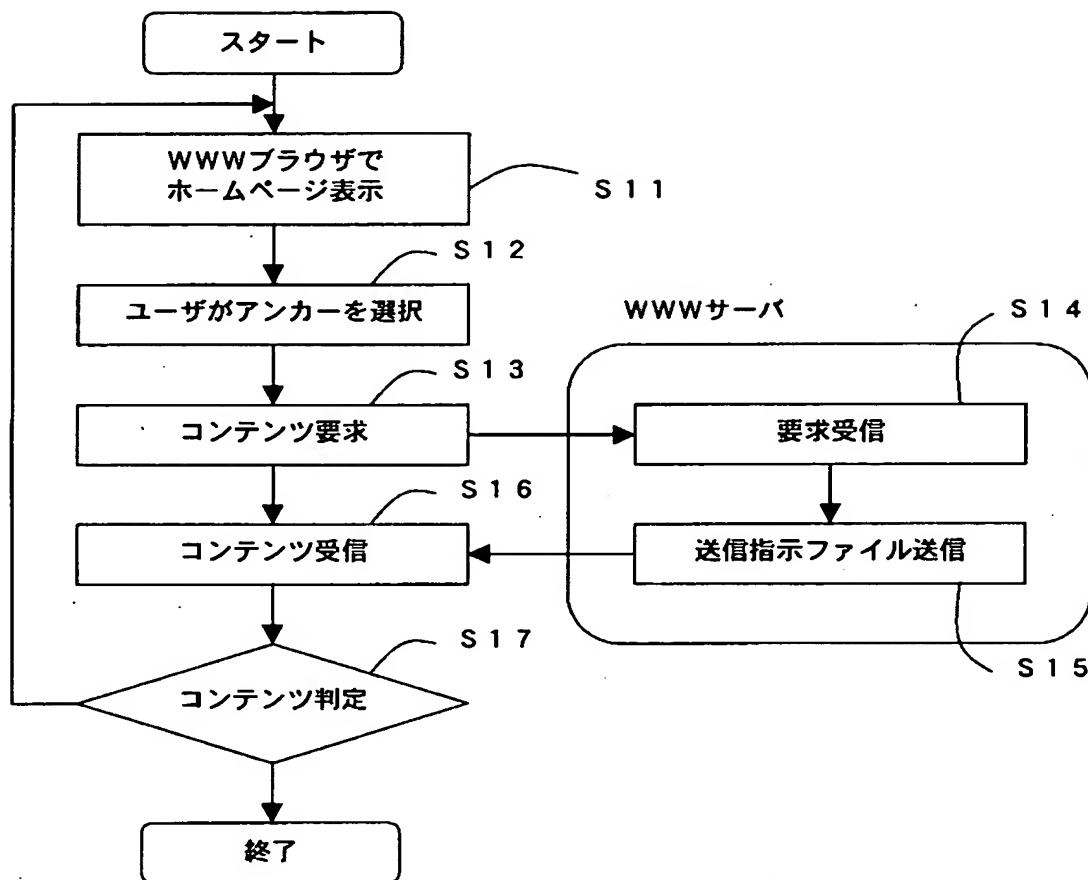 スタート
WWWブラウザで
ホームページ表示
S11
S12
ユーザがアンカーを選択
WWWサーバ
S14
S13
コンテンツ要求
要求受信
S16
コンテンツ受信
送信指示ファイル送信
S17
S15
コンテンツ判定
終了